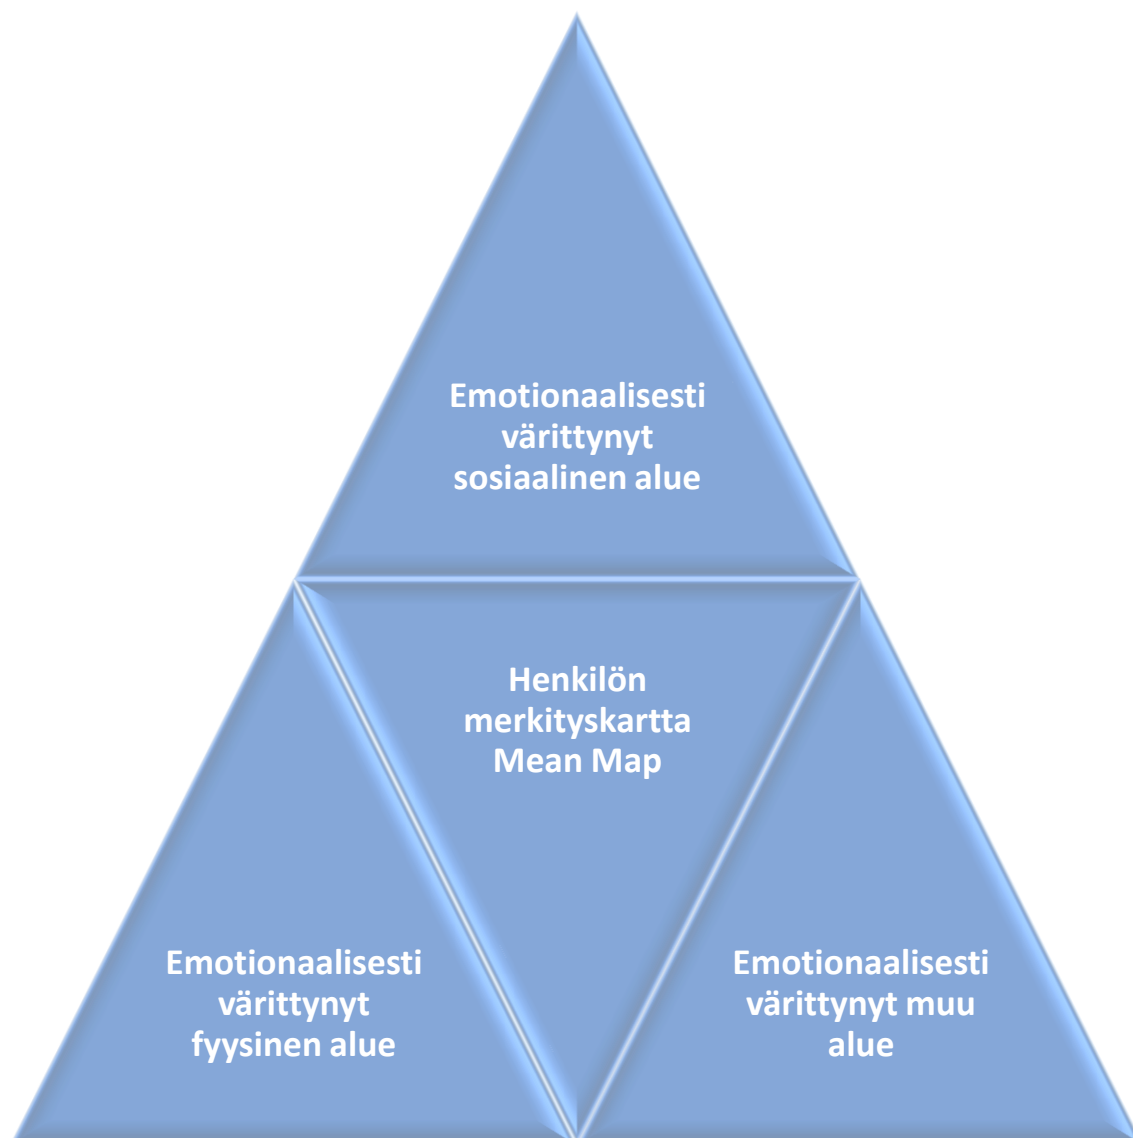 Emotionaalisesti
värittynyt
sosiaalinen alue
Henkilön
merkityskartta
Mean Map
Emotionaalisesti
värittynyt
fyysinen alue
Emotionaalisesti
värittynyt muu
alue